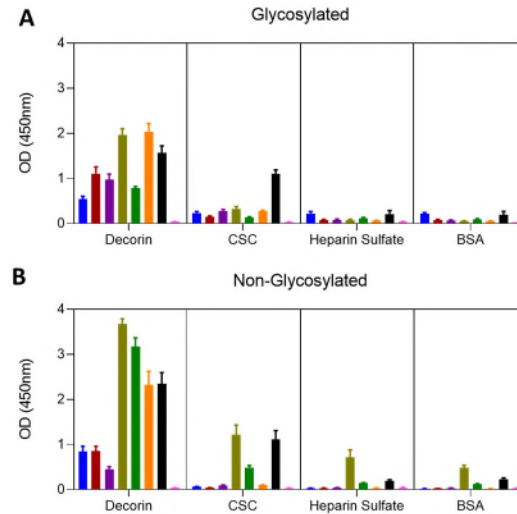 A
Glycosylated
OD (450nm)
4
3
2
1
0
Decorin CSC Heparin Sulfate BSA
B
Non-Glycosylated
OD (450nm)
4
3
2
1
0
Decorin CSC Heparin Sulfate BSA